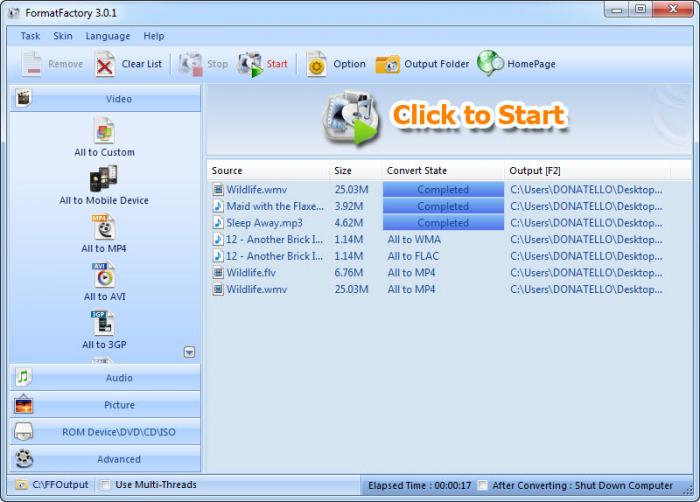 FormatFactory 3.0.1
Task Skin Language Help
Remove Clear List Stop Start Option Output Folder HomePage
Video
All to Custom
All to Mobile Device
MP4
All to MP4
AVI
All to AVI
3GP
All to 3GP
Audio
Picture
ROM Device\DVD\CD\ISO
Advanced
Click to Start
Source Size Convert State Output [F2]
Wildlife.wmv 25.03M Completed C:\Users\DONATELLO\Desktop...
Maid with the Flaxe... 3.92M Completed C:\Users\DONATELLO\Desktop...
Sleep Away.mp3 4.62M Completed C:\Users\DONATELLO\Desktop...
12 - Another Brick I... 1.14M All to WMA C:\Users\DONATELLO\Desktop...
12 - Another Brick I... 1.14M All to FLAC C:\Users\DONATELLO\Desktop...
Wildlife.flv 6.76M All to MP4 C:\Users\DONATELLO\Desktop...
Wildlife.wmv 25.03M All to MP4 C:\Users\DONATELLO\Desktop...
C:\FFOutput Use Multi-Threads Elapsed Time : 00:00:17 After Converting : Shut Down Computer